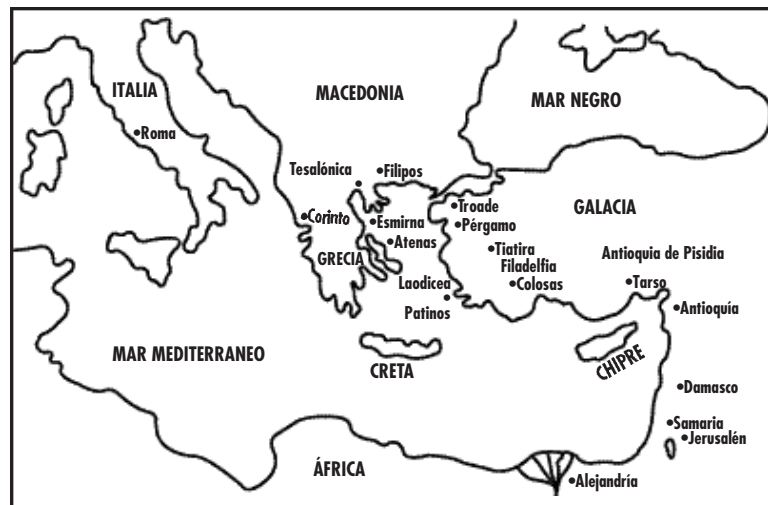 ITALIA
MACEDONIA
MAR NEGRO
Roma
Tesalónica
Filipos
Troade
GALACIA
Corinto
Esmirna
Pérgamo
Atenas
GRECIA
Tiatira
Antioquia de Pisidia
Filadelfia
Laodicea
Colosas
Tarso
Patinos
Antioquía
MAR MEDITERRANEO
CRETA
CHIPRE
Damasco
Samaria
Jerusalén
ÁFRICA
Alejandría